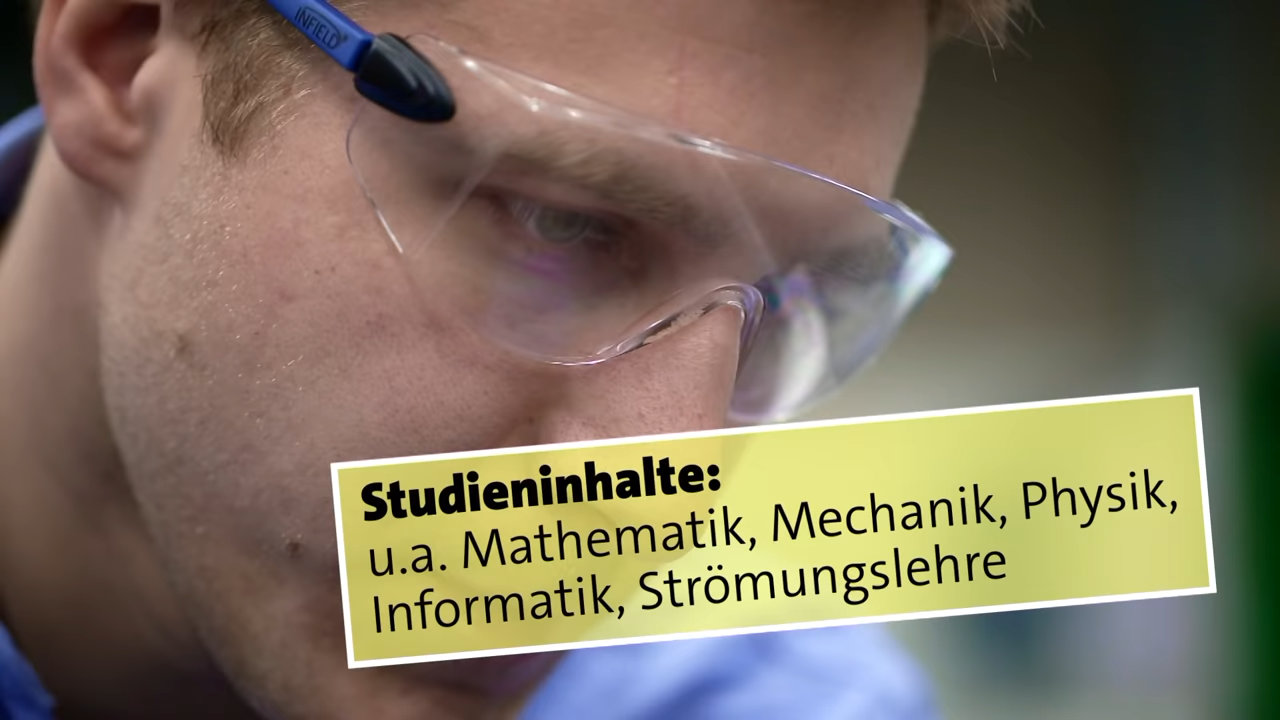 INFIELD®
Studieninhalte:
u.a. Mathematik, Mechanik, Physik,
Informatik, Strömungslehre